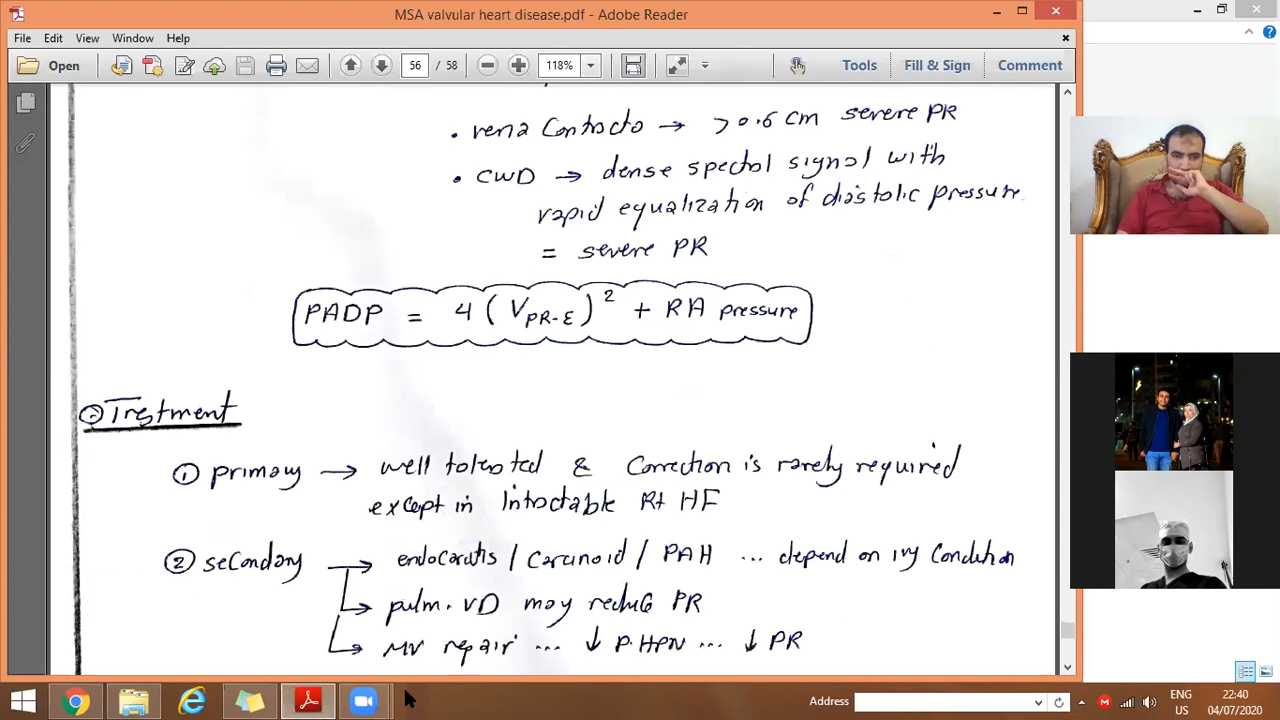 MSA valvular heart disease.pdf - Adobe Reader
File Edit View Window Help
Open 56 / 58 118% Tools Fill & Sign Comment
. vena Contracta → > 0.6 cm severe PR
. CWD → dense spectral signal with
rapid equalization of diastolic pressure.
= severe PR
PADP = 4 ( V PR-E )² + RA pressure
Treatment
① primary → well tolerated & Correction is rarely required
except in Intractable Rt HF
② secondary → endocarditis / Carcinoid / PAH ... depend on Condition
→ pulm. VD may reduce PR
→ MV repair ... ↓ P.HPN ... ↓ PR
Address ENG 22:40
US 04/07/2020